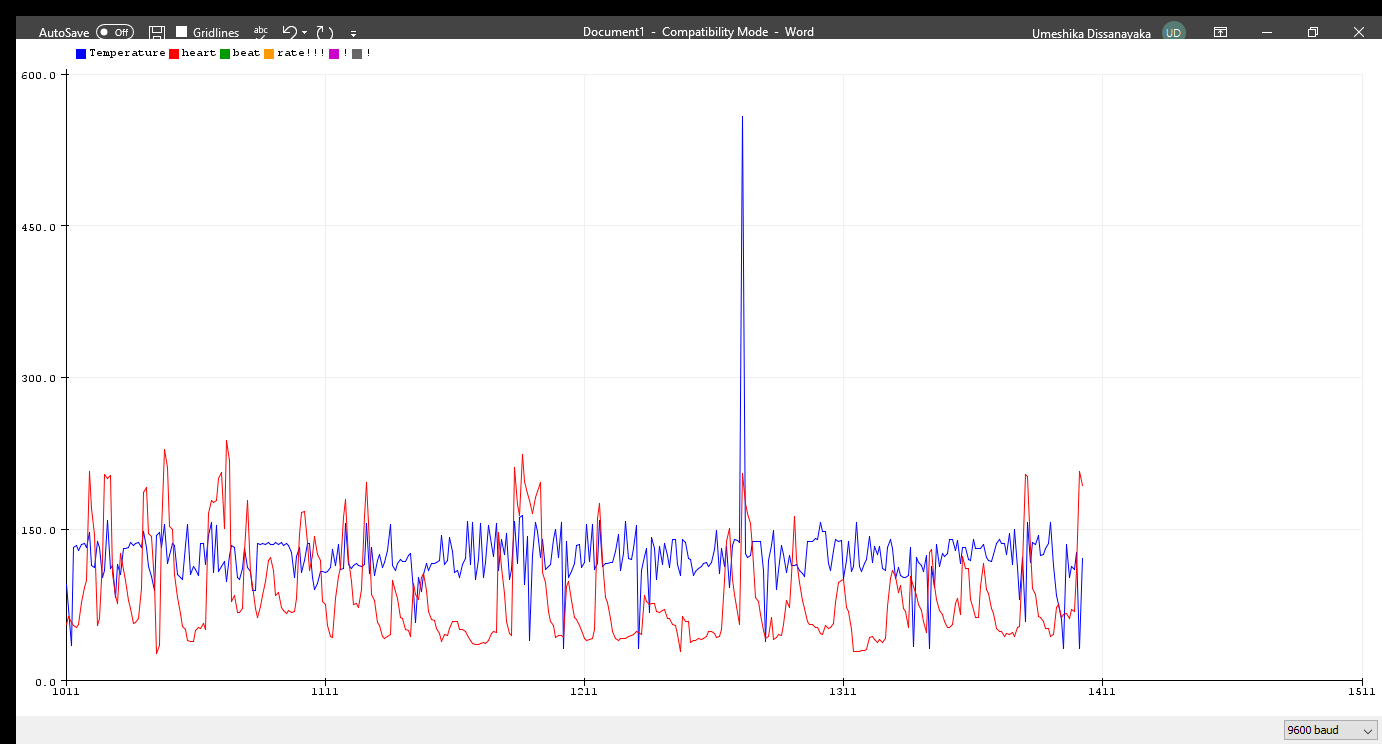 AutoSave Off Gridlines abc Document1 - Compatibility Mode - Word Umeshika Dissanayaka UD
Temperature heart beat rate!!! ! !
600.0
450.0
300.0
150.0
0.0
1011 1111 1211 1311 1411 1511
9600 baud